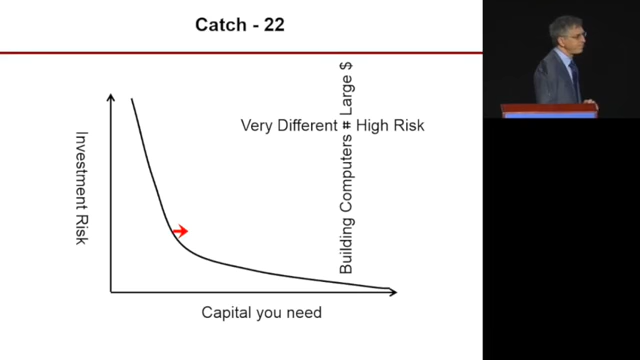 Catch - 22
Very Different = High Risk
Building Computers = Large $
Investment Risk
Capital you need